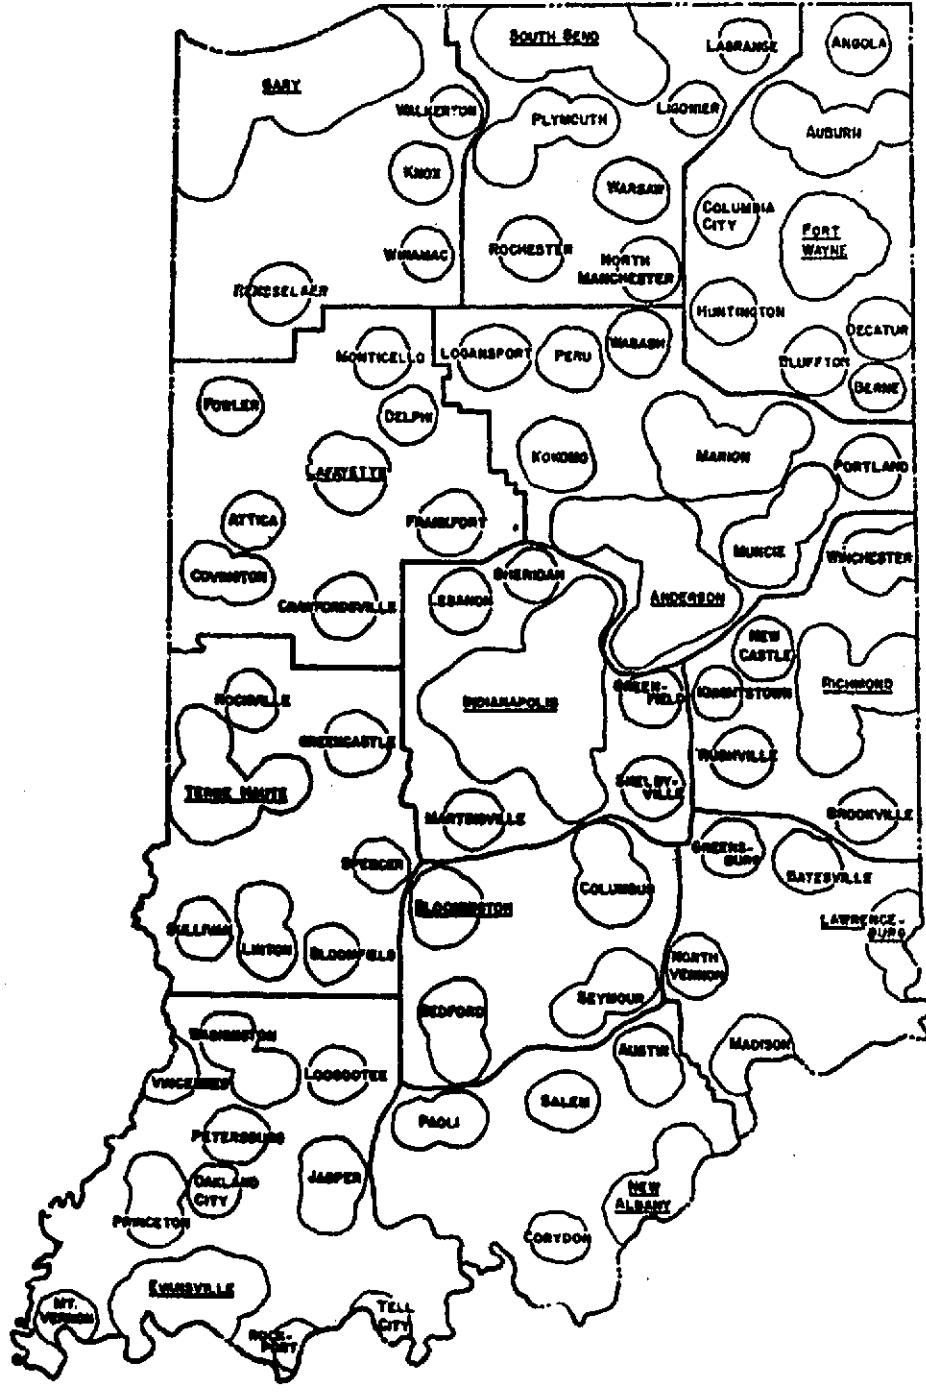 SOUTH BEND
LAGRANGE
ANGOLA
GARY
WALKERTON
PLYMOUTH
LIGONIER
AUBURN
KNOX
WARSAW
COLUMBIA
CITY
FORT
WAYNE
WINAMAC
ROCHESTER
NORTH
MANCHESTER
RENSSELAER
HUNTINGTON
DECATUR
MONTICELLO
LOGANSPORT
PERU
WABASH
BLUFFTON
BERNE
FOWLER
DELPHI
KOKOMO
MARION
PORTLAND
LAFAYETTE
ATTICA
FRANKFORT
MUNCIE
WINCHESTER
COVINGTON
SHERIDAN
LEBANON
ANDERSON
CRAWFORDSVILLE
NEW
CASTLE
ROCKVILLE
INDIANAPOLIS
GREEN-
FIELD
KNIGHTSTOWN
RICHMOND
GREENCASTLE
RUSHVILLE
TERRE HAUTE
SHELBY-
VILLE
MARTINSVILLE
BROOKVILLE
SPENCER
GREENS-
BURG
BATESVILLE
BLOOMINGTON
COLUMBUS
LAWRENCE-
BURG
SULLIVAN
LINTON
BLOOMFIELD
NORTH
VERNON
BEDFORD
SEYMOUR
WASHINGTON
AUSTIN
MADISON
VINCENNES
LOOGOOTEE
SALEM
PAOLI
PETERSBURG
OAKLAND
CITY
JASPER
NEW
ALBANY
PRINCETON
CORYDON
EVANSVILLE
MT.
VERNON
TELL
CITY
ROCK-
PORT